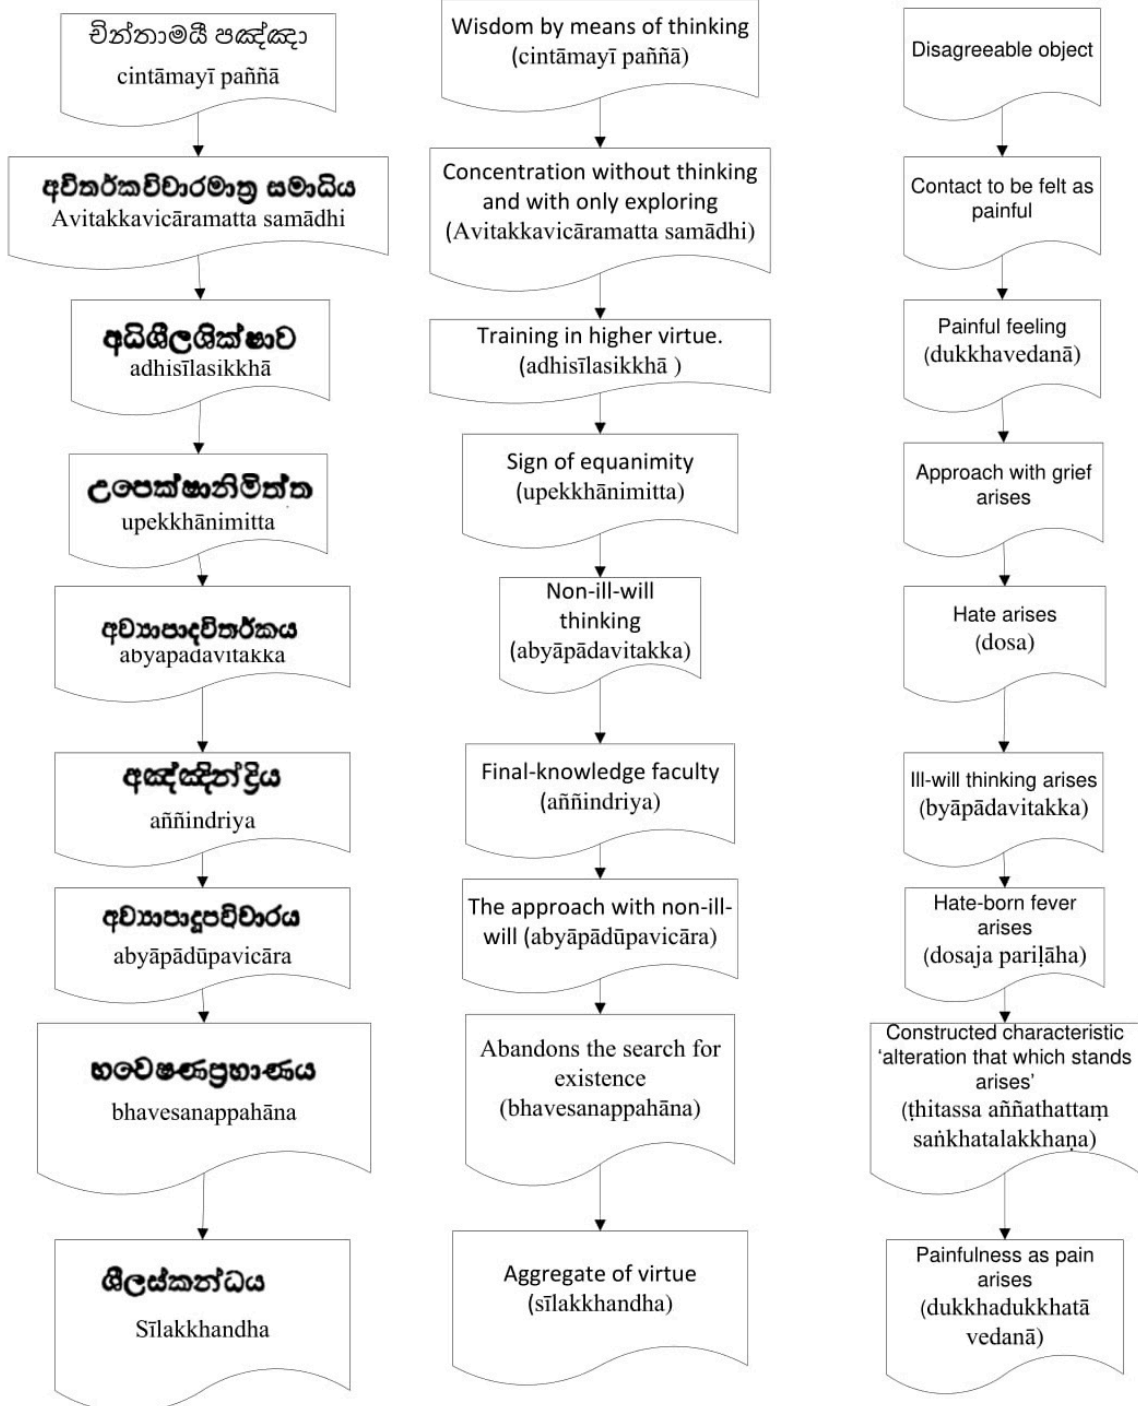 චින්තාමයී පඤ්ඤා
cintāmayī paññā
අවිතර්කවිචාරමාත්‍ර සමාධිය
Avitakkavicāramatta samādhi
අධිශීලශික්ෂාව
adhisīlasikkhā
උපෙක්ෂානිමිත්ත
upekkhānimitta
අව්‍යාපාදවිතර්කය
abyāpādavitakka
අඤ්ඤින්ද්‍රිය
aññindriya
අව්‍යාපාදූපවිචාරය
abyāpādūpavicāra
භවෙෂණප්‍රහාණය
bhavesanappahāna
ශීලස්කන්ධය
Sīlakkhandha
Wisdom by means of thinking
(cintāmayī paññā)
Concentration without thinking
and with only exploring
(Avitakkavicāramatta samādhi)
Training in higher virtue.
(adhisīlasikkhā )
Sign of equanimity
(upekkhānimitta)
Non-ill-will
thinking
(abyāpādavitakka)
Final-knowledge faculty
(aññindriya)
The approach with non-ill-
will (abyāpādūpavicāra)
Abandons the search for
existence
(bhavesanappahāna)
Aggregate of virtue
(sīlakkhandha)
Disagreeable object
Contact to be felt as
painful
Painful feeling
(dukkhavedanā)
Approach with grief
arises
Hate arises
(dosa)
Ill-will thinking arises
(byāpādavitakka)
Hate-born fever
arises
(dosaja pariḷāha)
Constructed characteristic
‘alteration that which stands
arises’
(ṭhitassa aññathattaṃ
saṅkhatalakkhaṇa)
Painfulness as pain
arises
(dukkhadukkhatā
vedanā)